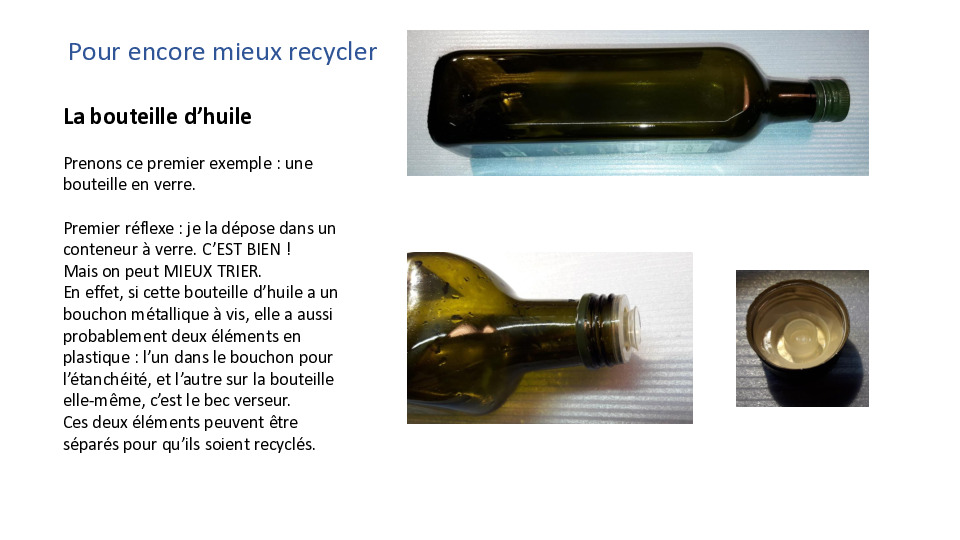 Pour encore mieux recycler
La bouteille d’huile
Prenons ce premier exemple : une
bouteille en verre.
Premier réflexe : je la dépose dans un
conteneur à verre. C’EST BIEN !
Mais on peut MIEUX TRIER.
En effet, si cette bouteille d’huile a un
bouchon métallique à vis, elle a aussi
probablement deux éléments en
plastique : l’un dans le bouchon pour
l’étanchéité, et l’autre sur la bouteille
elle-même, c’est le bec verseur.
Ces deux éléments peuvent être
séparés pour qu’ils soient recyclés.